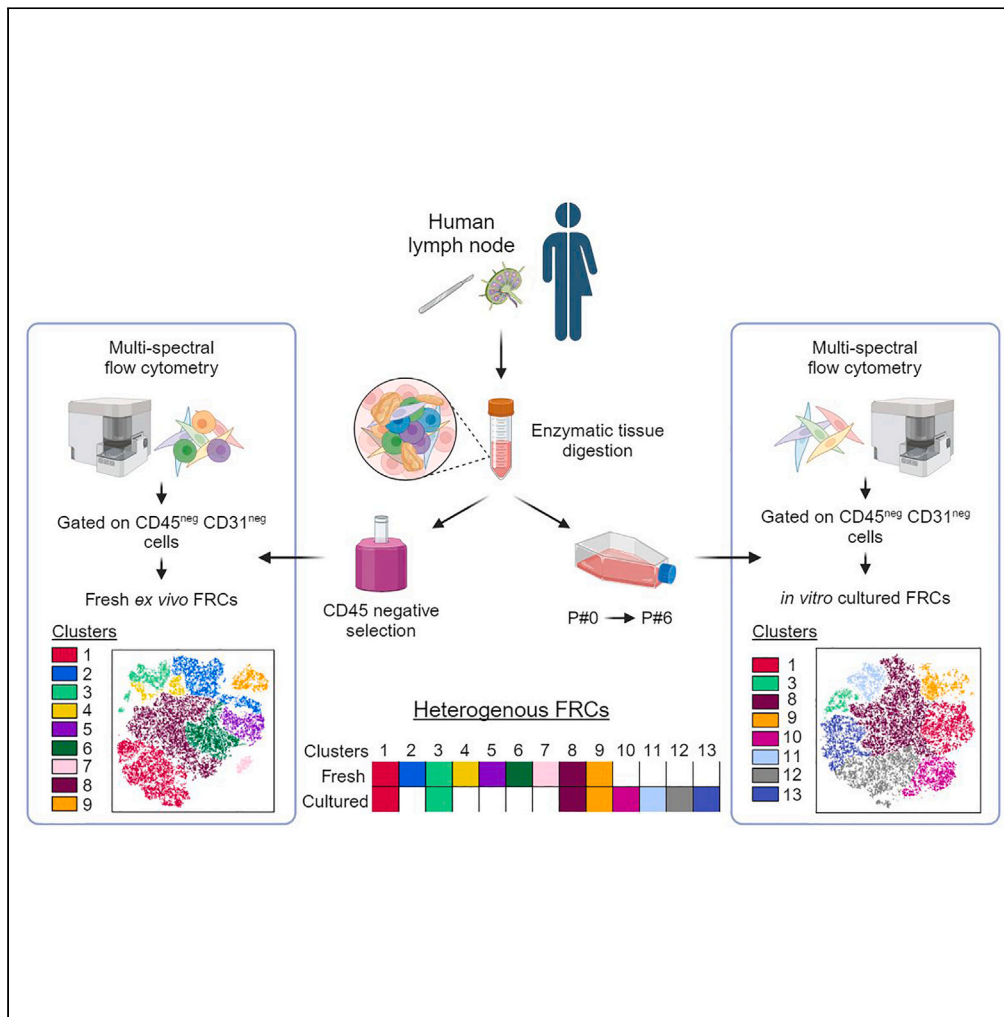 Human
lymph node
Multi-spectral
flow cytometry
Gated on CD45neg CD31neg
cells
Fresh ex vivo FRCs
Clusters
1
2
3
4
5
6
7
8
9
Enzymatic tissue
digestion
CD45 negative
selection
P#0 → P#6
Heterogenous FRCs
Clusters 1 2 3 4 5 6 7 8 9 10 11 12 13
Fresh
Cultured
Multi-spectral
flow cytometry
Gated on CD45neg CD31neg
cells
in vitro cultured FRCs
Clusters
1
3
8
9
10
11
12
13